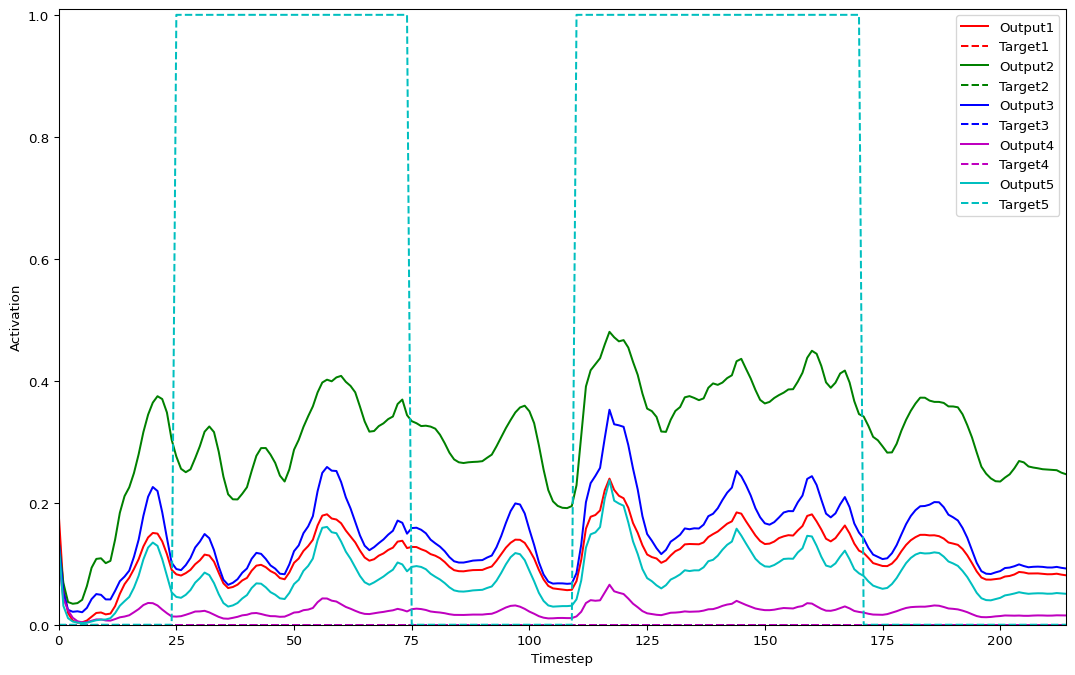 1.0
0.8
0.6
0.4
0.2
0.0
Activation
0
25
50
75
100
125
150
175
200
Timestep
Output1
Target1
Output2
Target2
Output3
Target3
Output4
Target4
Output5
Target5